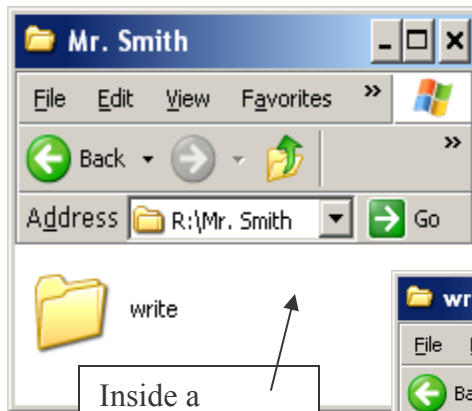 Mr. Smith
File Edit View Favorites »
Back »
Address R:\Mr. Smith Go
write
Inside a
File